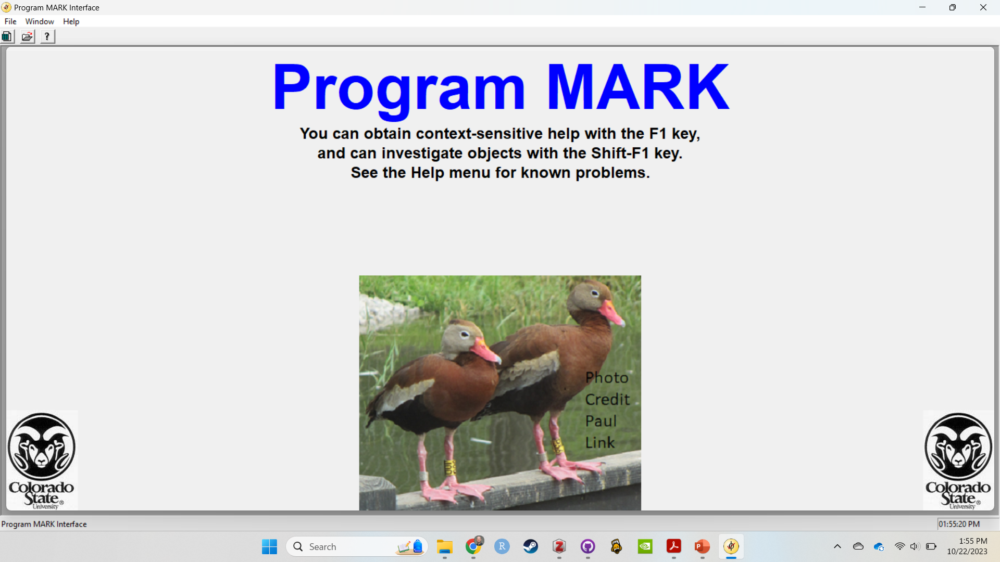 Program MARK Interface
File Window Help
?
Program MARK
You can obtain context-sensitive help with the F1 key,
and can investigate objects with the Shift-F1 key.
See the Help menu for known problems.
Photo
Credit
Paul
Link
Colorado
State
University®
Colorado
State
University®
Program MARK Interface
01:55:20 PM
Search
R
Z
P
1:55 PM
10/22/2023